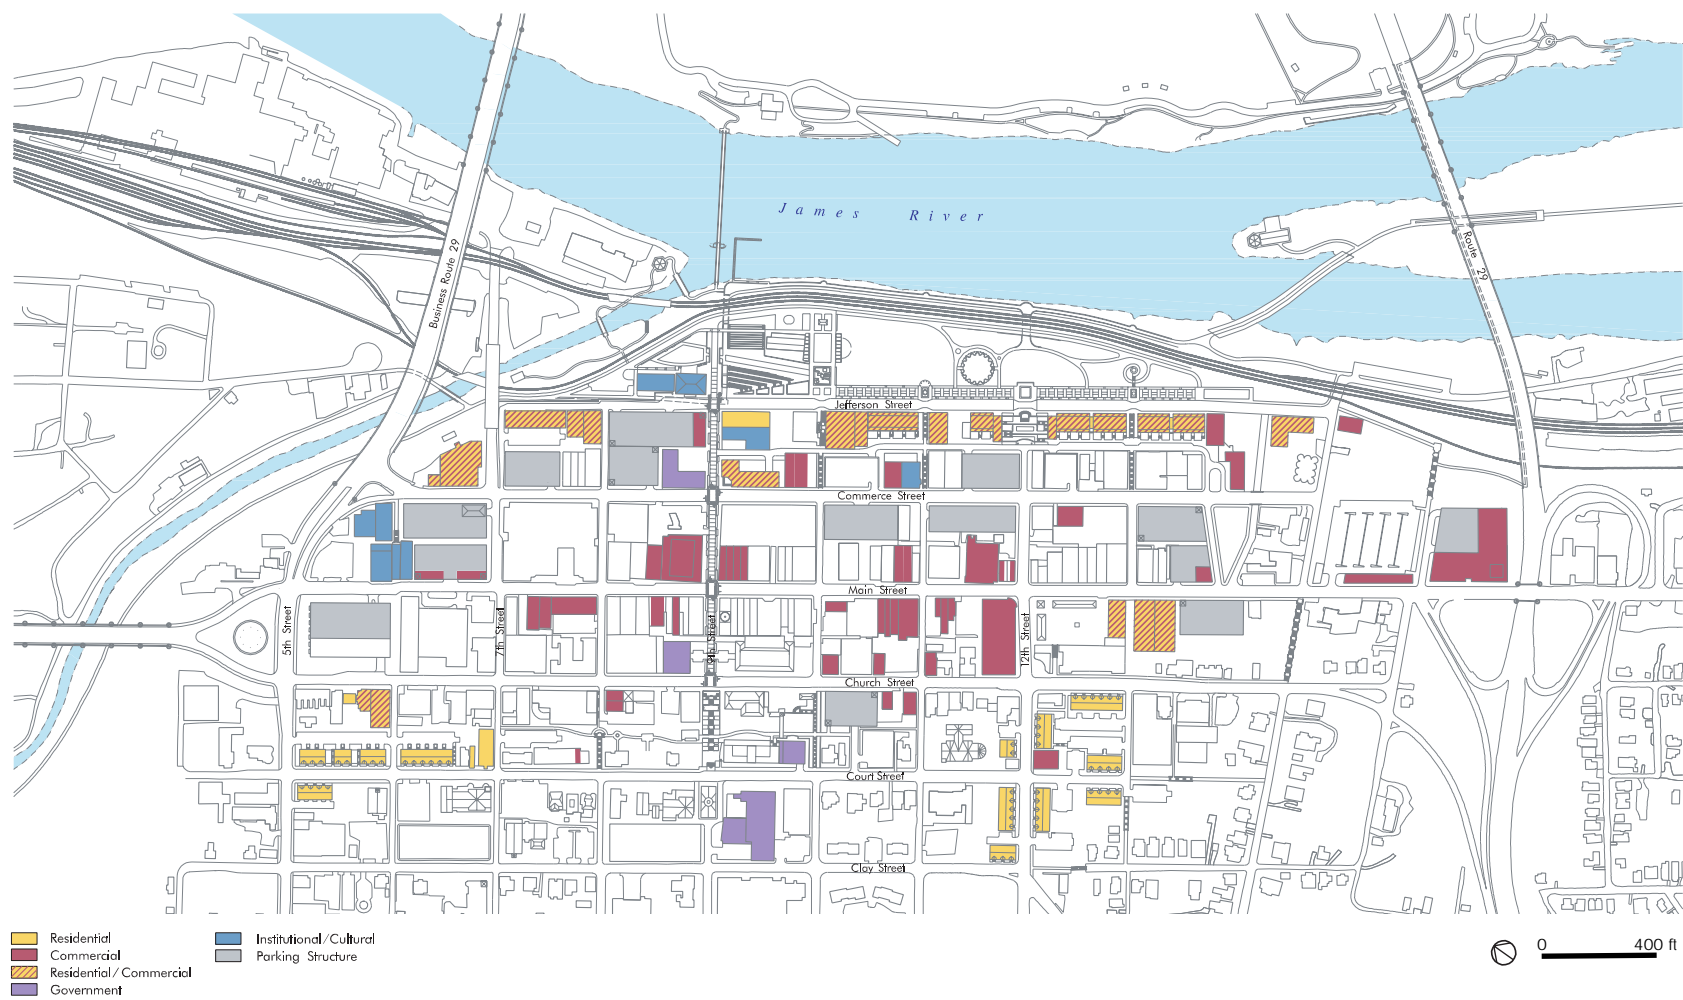 James River
Business Route 29
Route 29
Jefferson Street
Commerce Street
Main Street
5th Street
7th Street
9th Street
12th Street
Church Street
Court Street
Clay Street
Residential
Commercial
Residential / Commercial
Government
Institutional / Cultural
Parking Structure
0 400 ft